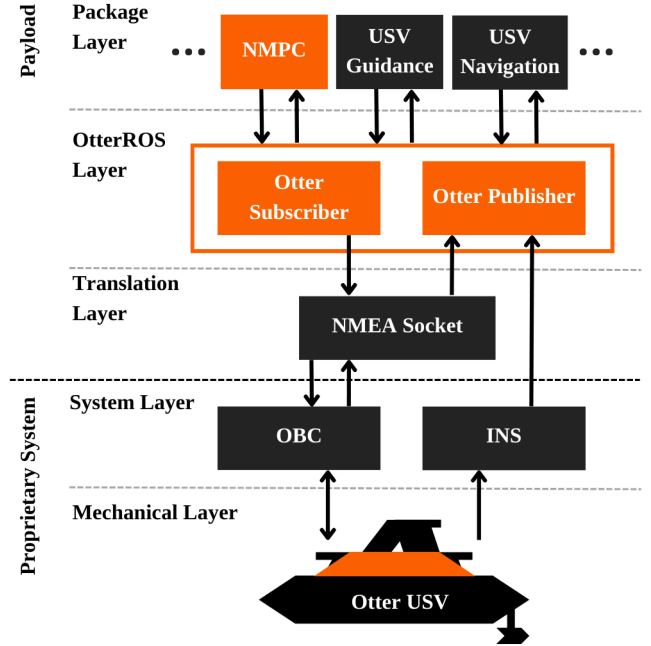 Payload
Package
Layer
NMPC
USV
Guidance
USV
Navigation
OtterROS
Layer
Otter
Subscriber
Otter Publisher
Translation
Layer
NMEA Socket
Proprietary System
System Layer
OBC
INS
Mechanical Layer
Otter USV